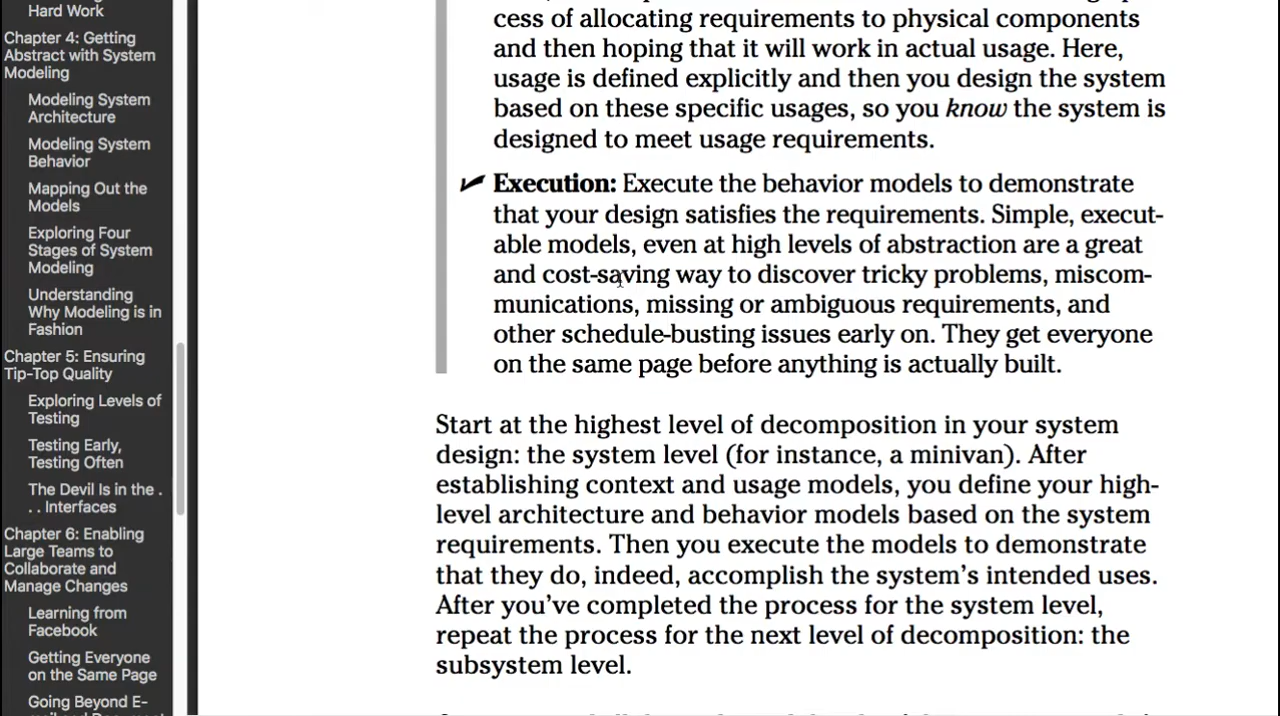 Hard Work
Chapter 4: Getting
Abstract with System
Modeling
Modeling System
Architecture
Modeling System
Behavior
Mapping Out the
Models
Exploring Four
Stages of System
Modeling
Understanding
Why Modeling is in
Fashion
Chapter 5: Ensuring
Tip-Top Quality
Exploring Levels of
Testing
Testing Early,
Testing Often
The Devil Is in the .
. . Interfaces
Chapter 6: Enabling
Large Teams to
Collaborate and
Manage Changes
Learning from
Facebook
Getting Everyone
on the Same Page
Going Beyond E-
cess of allocating requirements to physical components
and then hoping that it will work in actual usage. Here,
usage is defined explicitly and then you design the system
based on these specific usages, so you know the system is
designed to meet usage requirements.
✓ Execution: Execute the behavior models to demonstrate
that your design satisfies the requirements. Simple, execut-
able models, even at high levels of abstraction are a great
and cost-saving way to discover tricky problems, miscom-
munications, missing or ambiguous requirements, and
other schedule-busting issues early on. They get everyone
on the same page before anything is actually built.
Start at the highest level of decomposition in your system
design: the system level (for instance, a minivan). After
establishing context and usage models, you define your high-
level architecture and behavior models based on the system
requirements. Then you execute the models to demonstrate
that they do, indeed, accomplish the system's intended uses.
After you've completed the process for the system level,
repeat the process for the next level of decomposition: the
subsystem level.